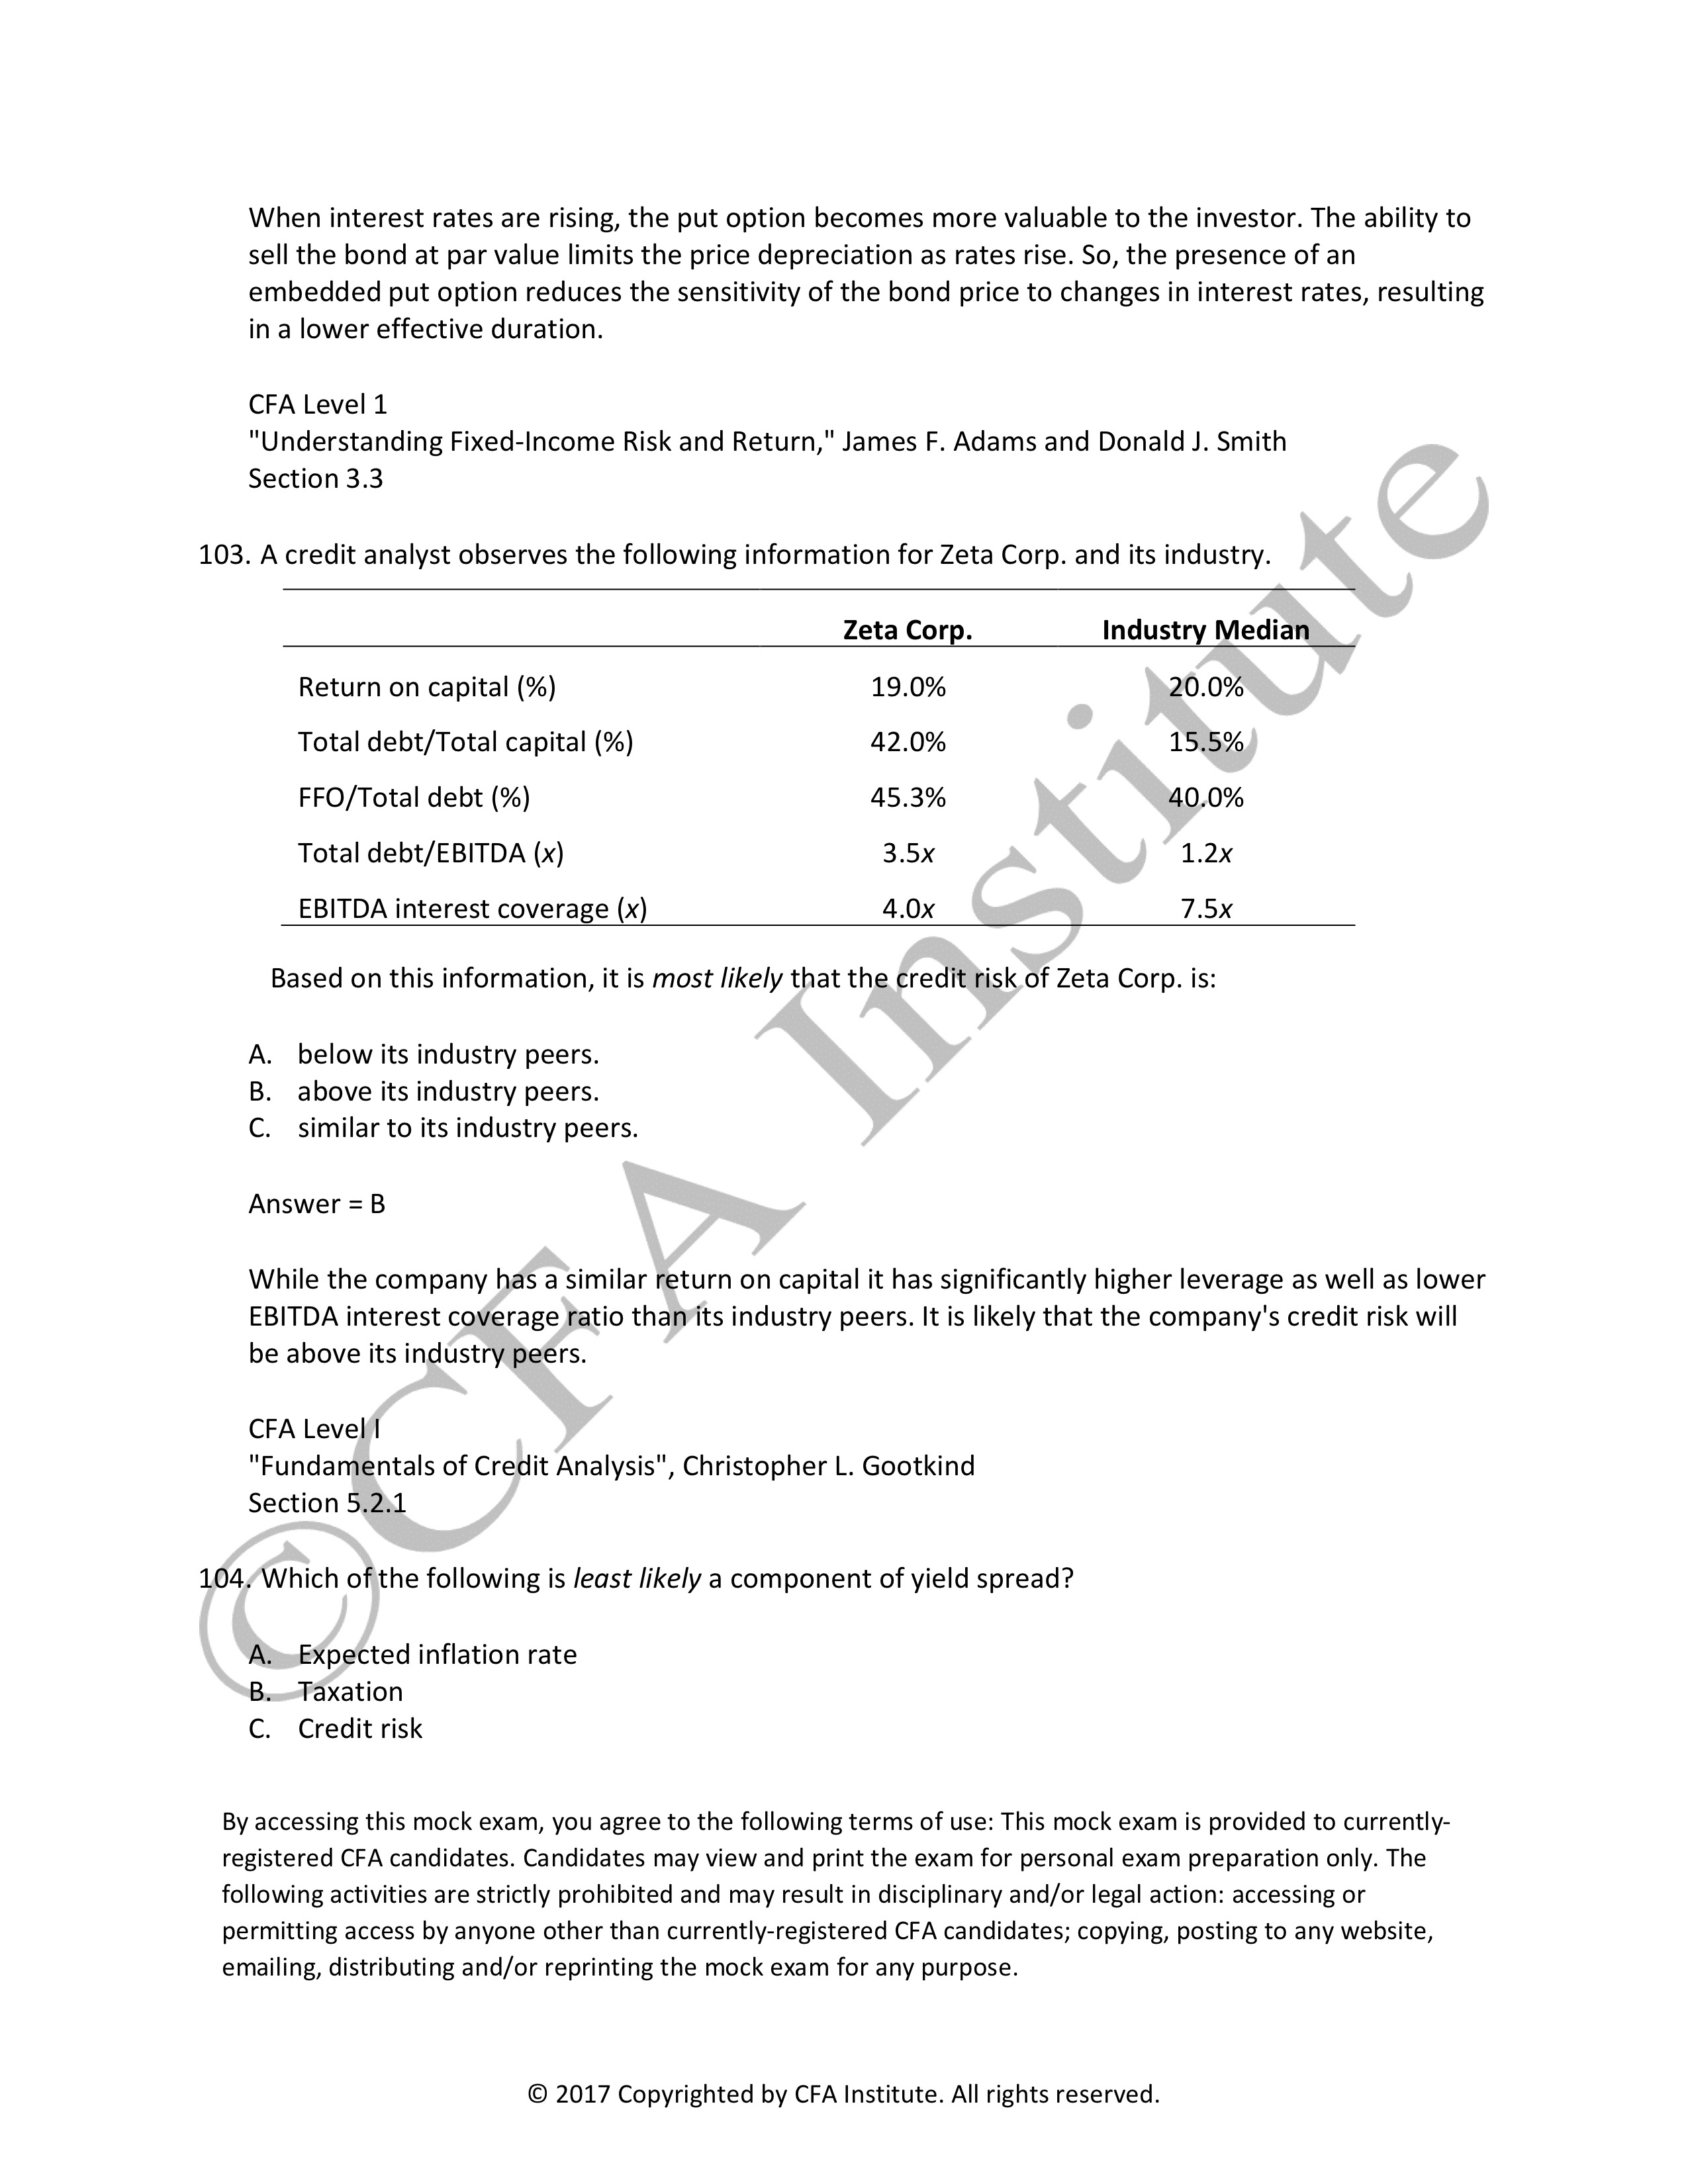 When interest rates are rising, the put option becomes more valuable to the investor. The ability to
sell the bond at par value limits the price depreciation as rates rise. So, the presence of an
embedded put option reduces the sensitivity of the bond price to changes in interest rates, resulting
in a lower effective duration.
CFA Level 1
"Understanding Fixed-Income Risk and Return," James F. Adams and Donald J. Smith
Section 3.3
103. A credit analyst observes the following information for Zeta Corp. and its industry.
Zeta Corp. Industry Median
Return on capital (%) 19.0% 20.0%
Total debt/Total capital (%) 42.0% 15.5%
FFO/Total debt (%) 45.3% 40.0%
Total debt/EBITDA (x) 3.5x 1.2x
EBITDA interest coverage (x) 4.0x 7.5x
Based on this information, it is most likely that the credit risk of Zeta Corp. is:
A. below its industry peers.
B. above its industry peers.
C. similar to its industry peers.
Answer = B
While the company has a similar return on capital it has significantly higher leverage as well as lower
EBITDA interest coverage ratio than its industry peers. It is likely that the company's credit risk will
be above its industry peers.
CFA Level I
"Fundamentals of Credit Analysis", Christopher L. Gootkind
Section 5.2.1
104. Which of the following is least likely a component of yield spread?
A. Expected inflation rate
B. Taxation
C. Credit risk
By accessing this mock exam, you agree to the following terms of use: This mock exam is provided to currently-
registered CFA candidates. Candidates may view and print the exam for personal exam preparation only. The
following activities are strictly prohibited and may result in disciplinary and/or legal action: accessing or
permitting access by anyone other than currently-registered CFA candidates; copying, posting to any website,
emailing, distributing and/or reprinting the mock exam for any purpose.
© 2017 Copyrighted by CFA Institute. All rights reserved.
©CFA Institute